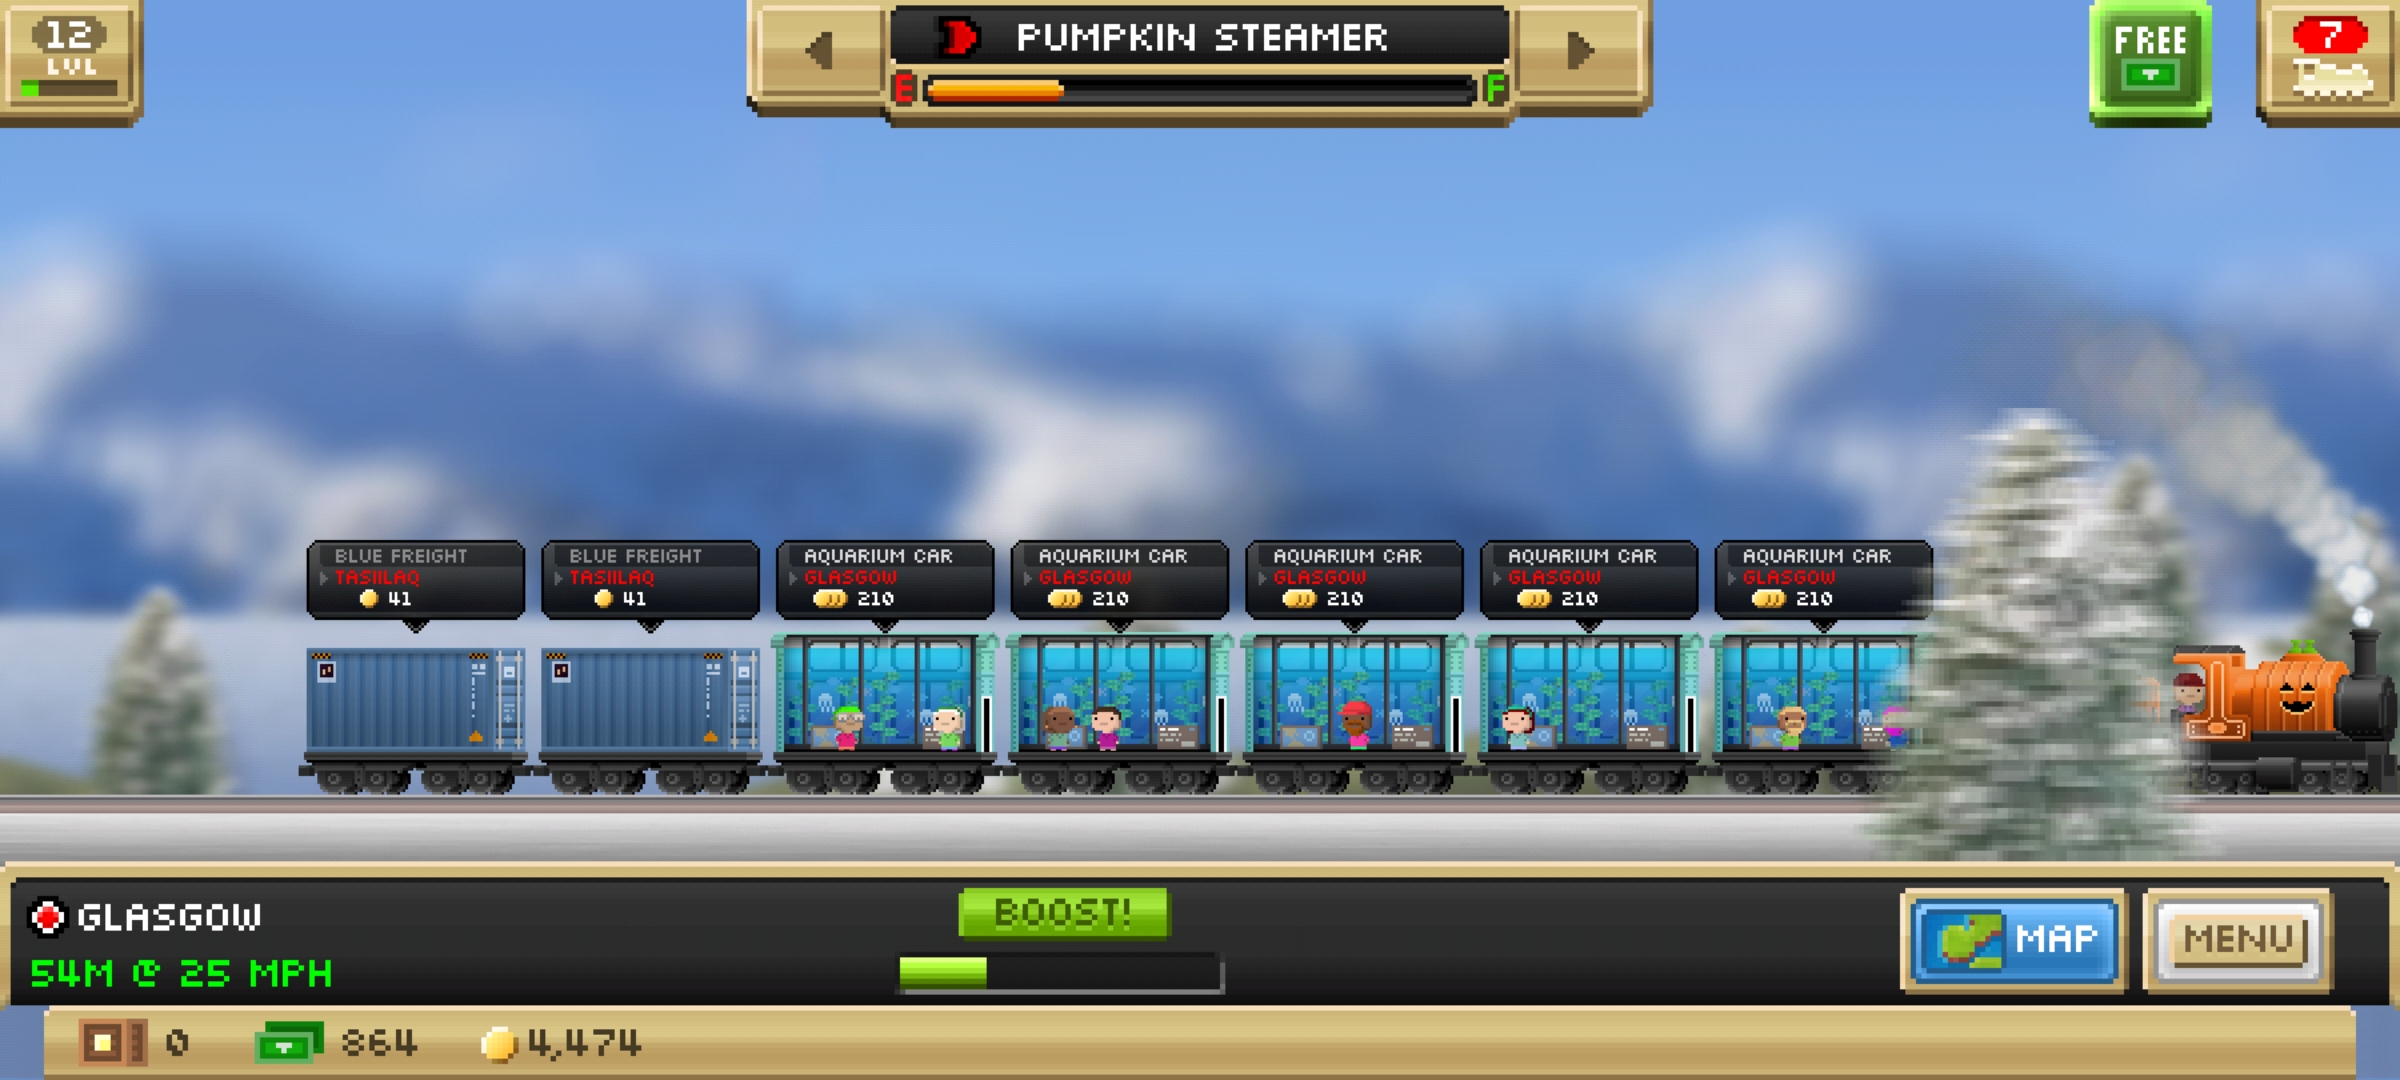 12
LVL
PUMPKIN STEAMER
E
F
FREE
7
BLUE FREIGHT
TASIILAQ
41
BLUE FREIGHT
TASIILAQ
41
AQUARIUM CAR
GLASGOW
210
AQUARIUM CAR
GLASGOW
210
AQUARIUM CAR
GLASGOW
210
AQUARIUM CAR
GLASGOW
210
AQUARIUM CAR
GLASGOW
210
GLASGOW
54M @ 25 MPH
BOOST!
MAP
MENU
0
864
4,474